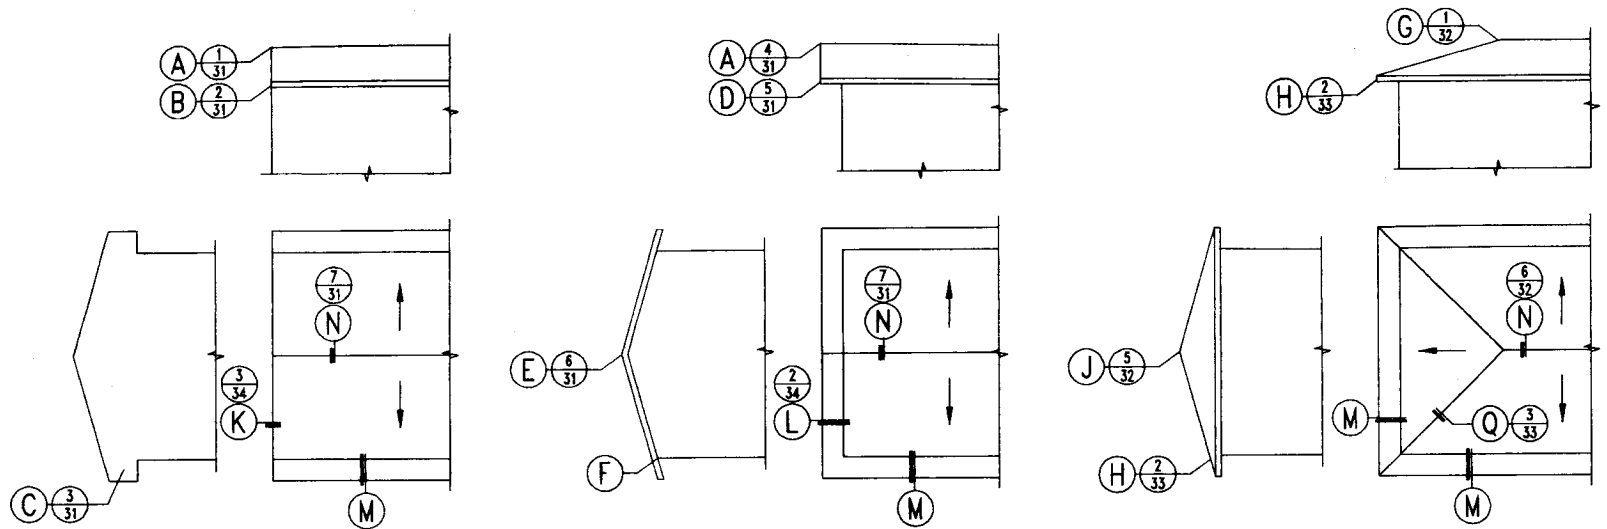 A 1/31
B 2/31
A 4/31
D 5/31
G 1/32
H 2/33
7/31
N
3/34
K
M
C 3/31
E 6/31
F
7/31
N
2/34
L
M
J 5/32
H 2/33
6/32
N
M
Q 3/33
M